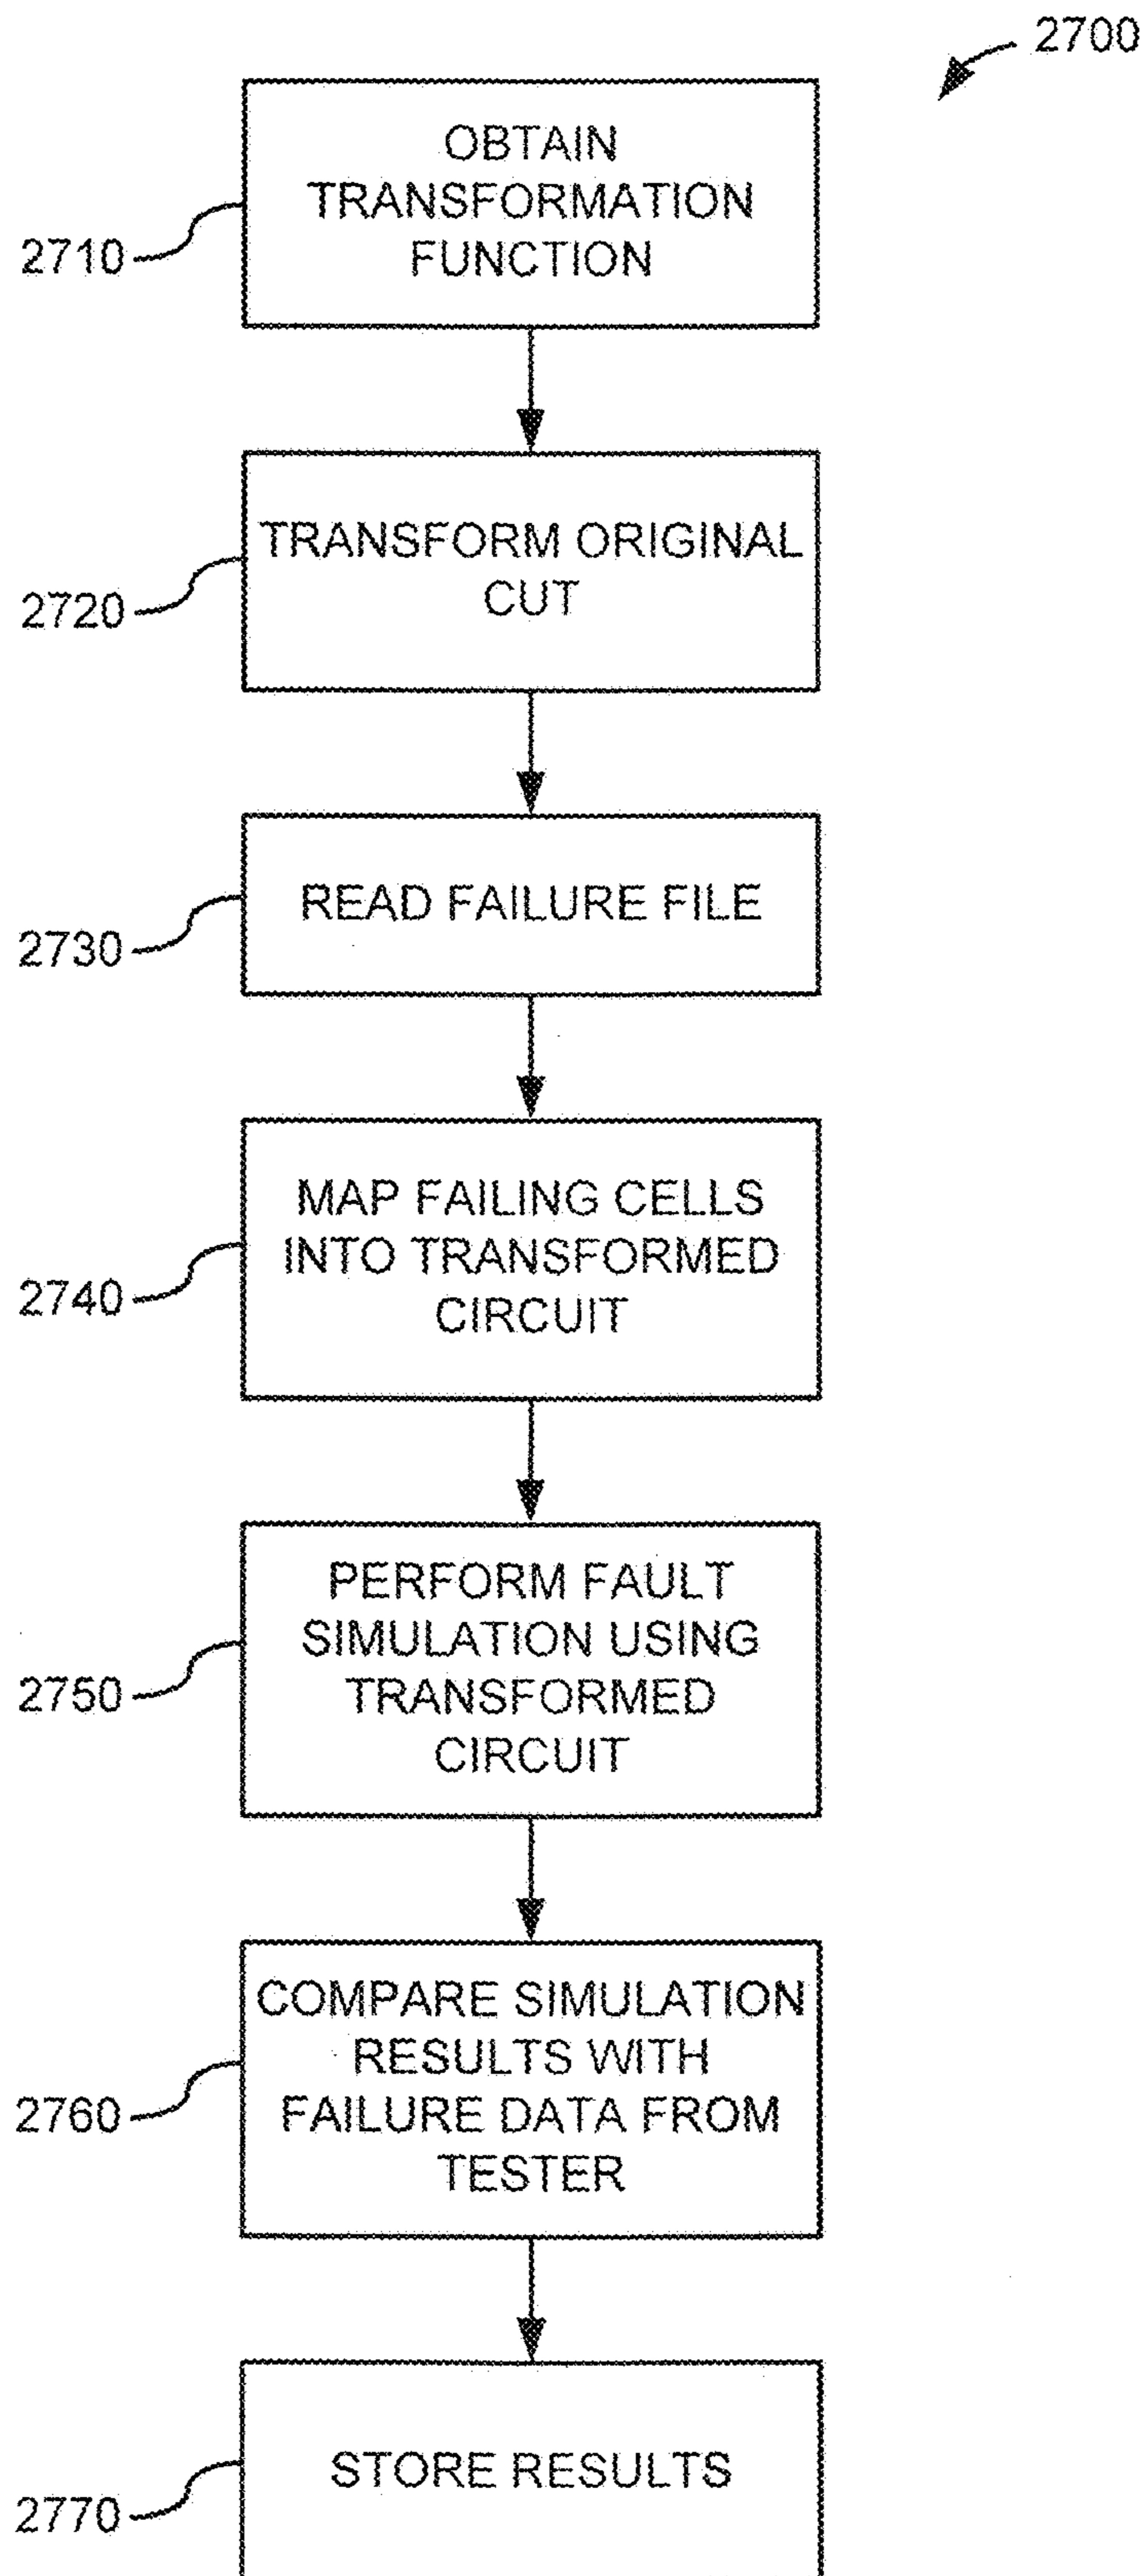 2700
OBTAIN
TRANSFORMATION
FUNCTION
2710
TRANSFORM ORIGINAL
CUT
2720
READ FAILURE FILE
2730
MAP FAILING CELLS
INTO TRANSFORMED
CIRCUIT
2740
PERFORM FAULT
SIMULATION USING
TRANSFORMED
CIRCUIT
2750
COMPARE SIMULATION
RESULTS WITH
FAILURE DATA FROM
TESTER
2760
STORE RESULTS
2770